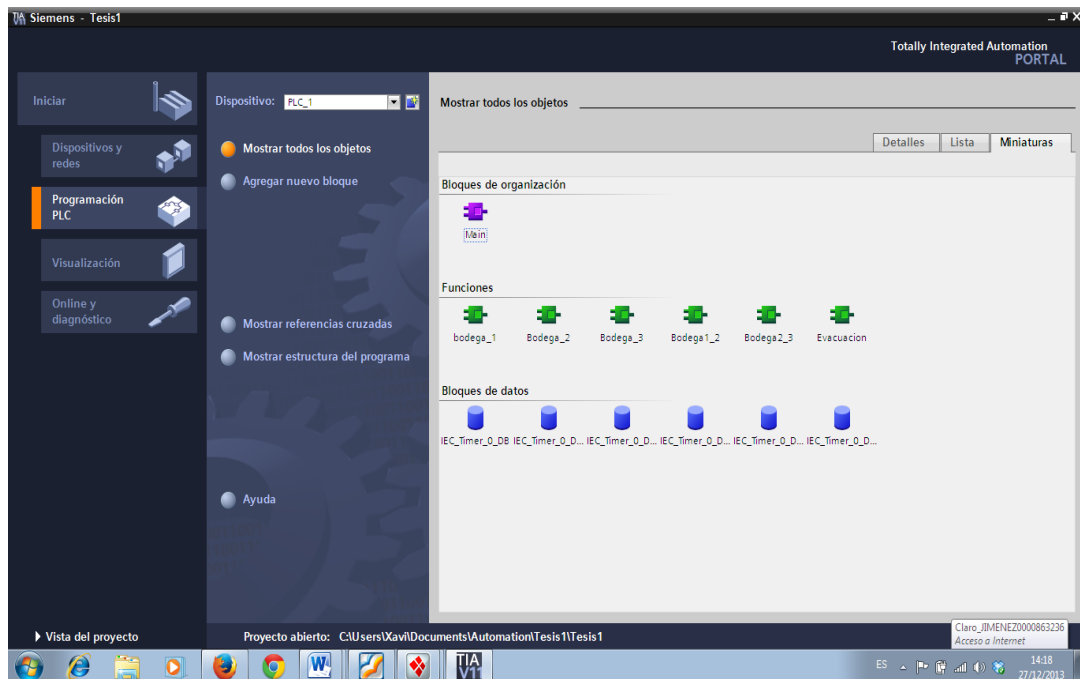 Siemens - Tesis1
Totally Integrated Automation
PORTAL
Iniciar
Dispositivos y
redes
Programación
PLC
Visualización
Online y
diagnóstico
Dispositivo: PLC_1
Mostrar todos los objetos
Agregar nuevo bloque
Mostrar referencias cruzadas
Mostrar estructura del programa
Ayuda
Mostrar todos los objetos
Detalles Lista Miniaturas
Bloques de organización
Main
Funciones
bodega_1 Bodega_2 Bodega_3 Bodega1_2 Bodega2_3 Evacuacion
Bloques de datos
IEC_Timer_0_DB IEC_Timer_0_D... IEC_Timer_0_D... IEC_Timer_0_D... IEC_Timer_0_D... IEC_Timer_0_D...
Vista del proyecto
Proyecto abierto: C:\Users\Xavi\Documents\Automation\Tesis1\Tesis1
Claro_JIMENEZ0000863236
Acceso a Internet
TIA
V11
ES
14:18
27/12/2013